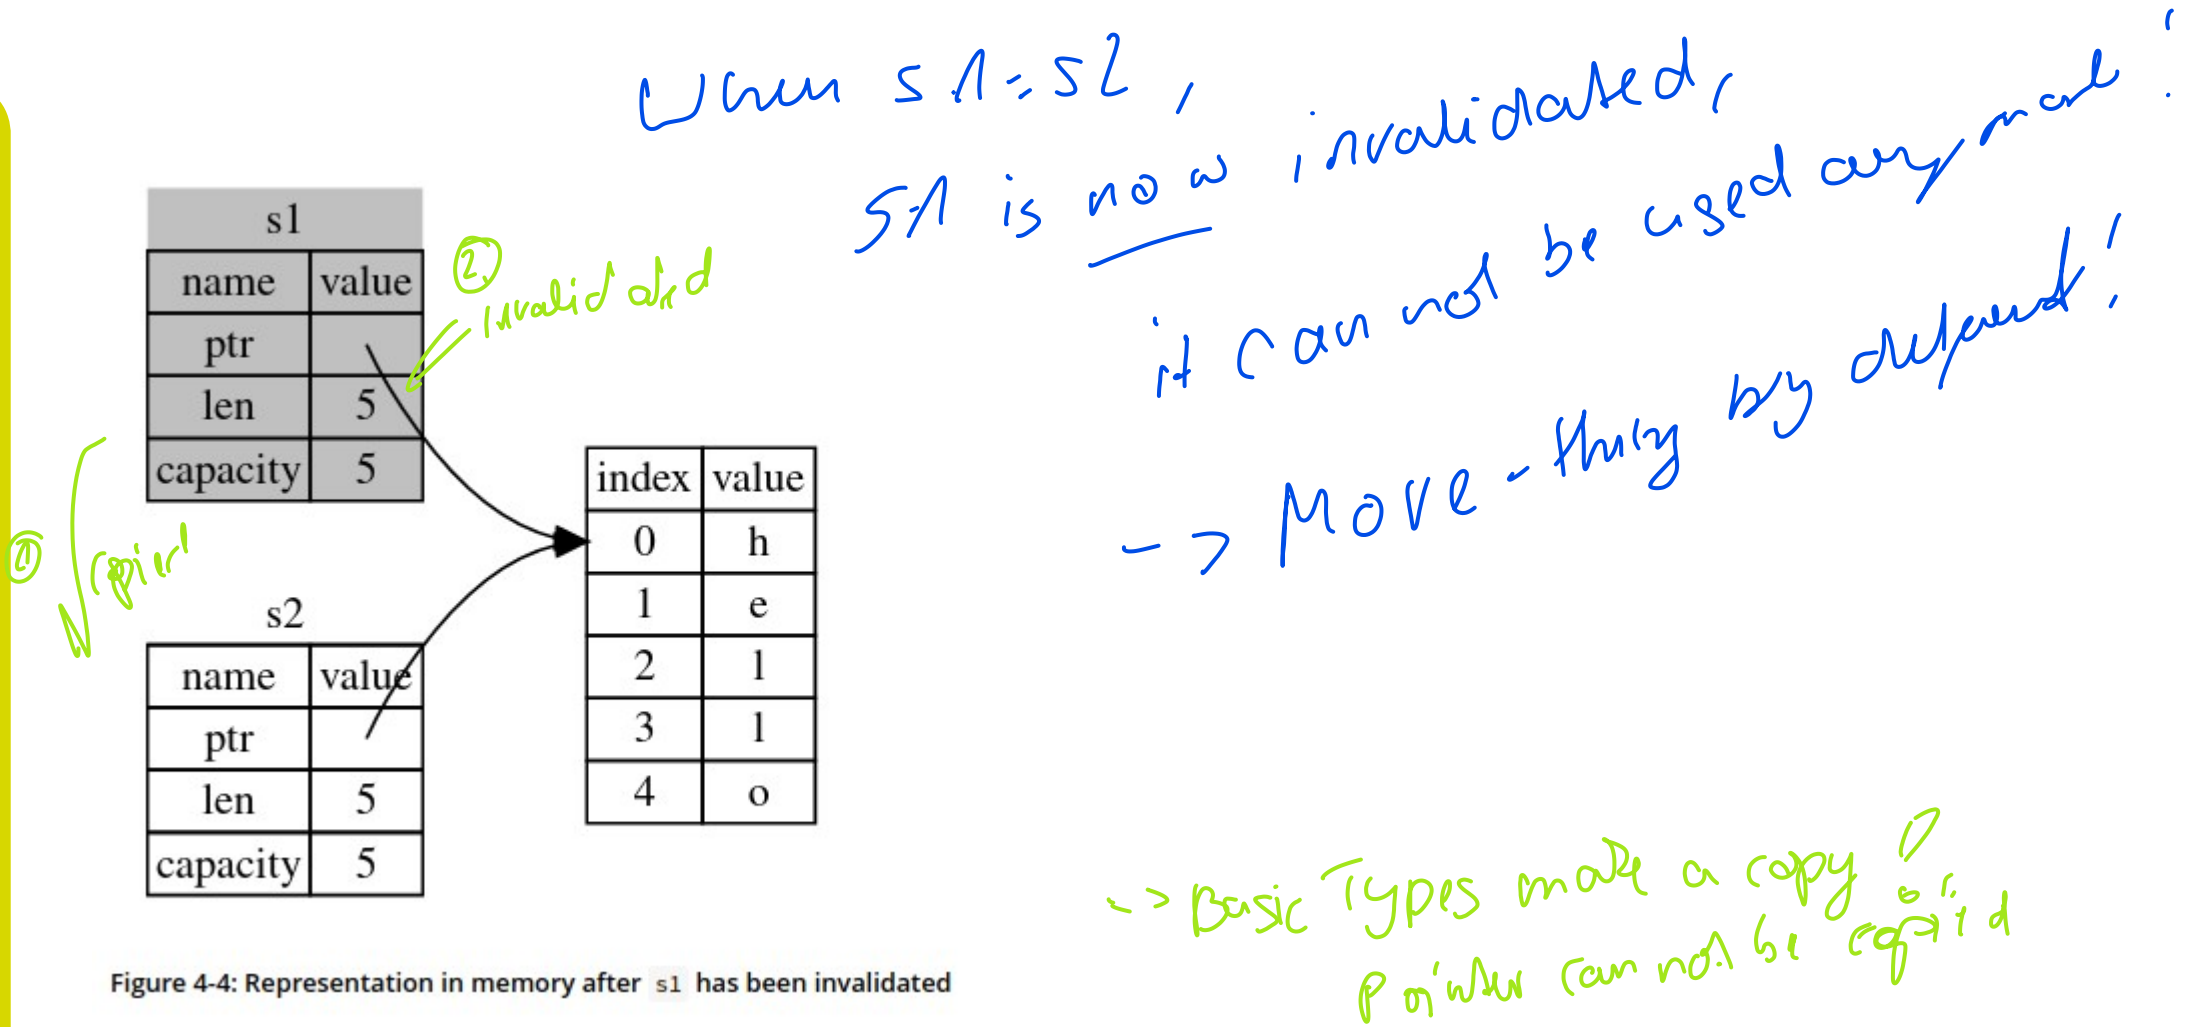 When s1=s2,
s1 is now invalidated,
it can not be used anymore!
-> Move-thing by default!
s1
name value
ptr
len 5
capacity 5
② invalidated
① copied
s2
name value
ptr
len 5
capacity 5
index value
0 h
1 e
2 l
3 l
4 o
-> Basic Types make a copy
Pointer can not be copied
Figure 4-4: Representation in memory after s1 has been invalidated